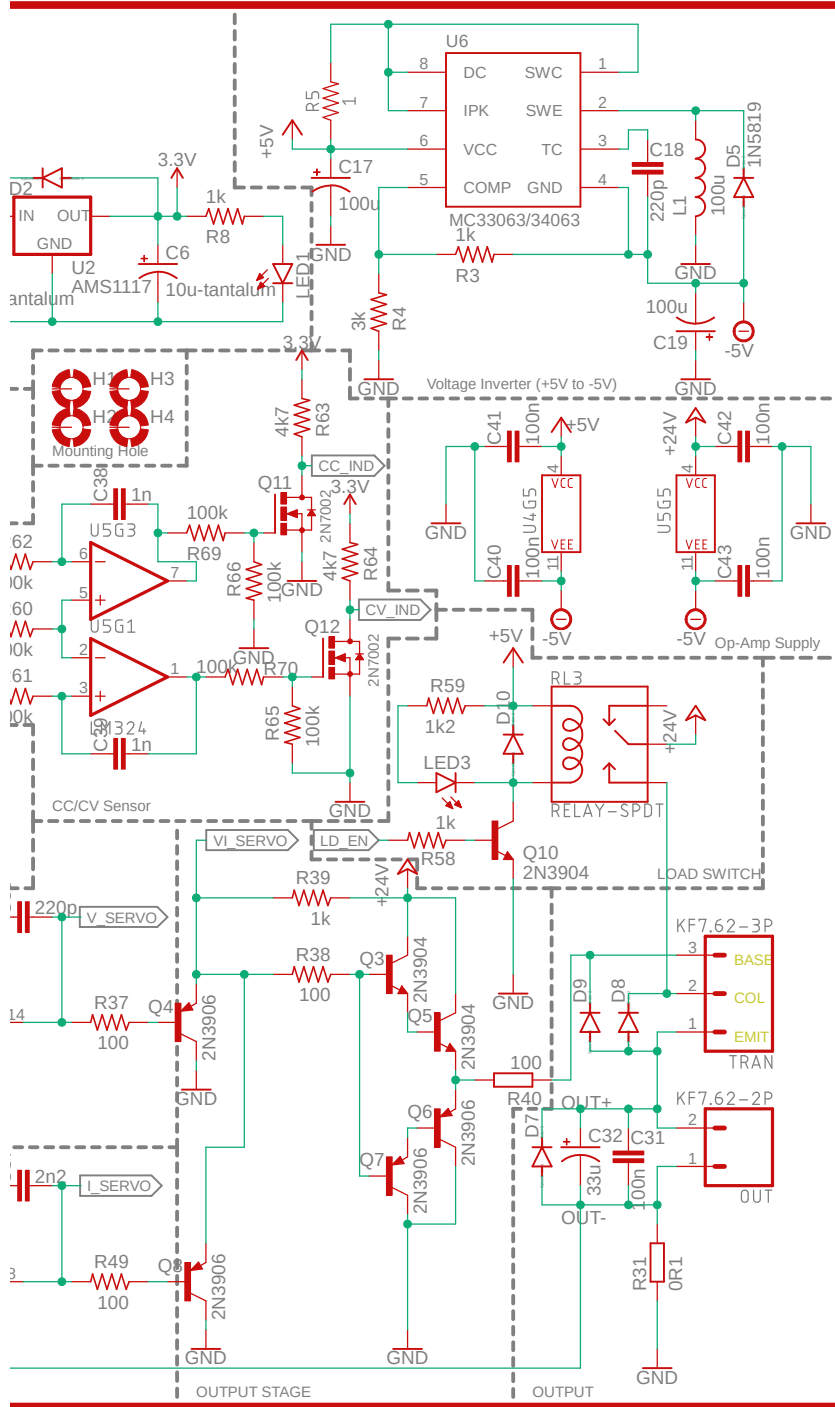 U6
8 DC SWC 1
7 IPK SWE 2
6 VCC TC 3
5 COMP GND 4
MC33063/34063
R5
1
+5V
C17
100u
GND
C18
220p
L1
100u
D5
1N5819
GND
1k
R3
3k
R4
GND
100u
C19
GND
-5V
Voltage Inverter (+5V to -5V)
D2
3.3V
IN OUT
GND
U2
AMS1117
C6
10u-tantalum
antalum
1k
R8
LED1
H1 H3
H2 H4
Mounting Hole
3.3V
4k7
R63
CC_IND
Q11
2N7002
GND
C38
1n
U5G3
6
5
7
100k
R69
R66
100k
GND
62
00k
60
00k
61
00k
U5G1
2
3
1
LM324
C39
1n
100k R70
R65
100k
3.3V
4k7
R64
CV_IND
Q12
2N7002
GND
CC/CV Sensor
C41
100n
+5V
GND
4
VCC
U4G5
VEE
11
C40
100n
-5V
+24V
C42
100n
4
VCC
U5G5
VEE
11
C43
100n
GND
-5V
Op-Amp Supply
+5V
R59
1k2
D10
LED3
RL3
+24V
RELAY-SPDT
LD_EN
1k
R58
Q10
2N3904
LOAD SWITCH
GND
VI_SERVO
220p
V_SERVO
14
R37
100
Q4
2N3906
GND
R39
1k
+24V
R38
100
Q3
2N3904
Q5
2N3904
Q6
2N3906
Q7
2N3906
100
R40
GND
2n2
I_SERVO
8
R49
100
Q8
2N3906
GND
OUTPUT STAGE
KF7.62-3P
3 BASE
2 COL
1 EMIT
TRAN
D9
D8
KF7.62-2P
2
1
OUT
OUT+
D7
C32
33u
C31
100n
OUT-
R31
0R1
GND
OUTPUT